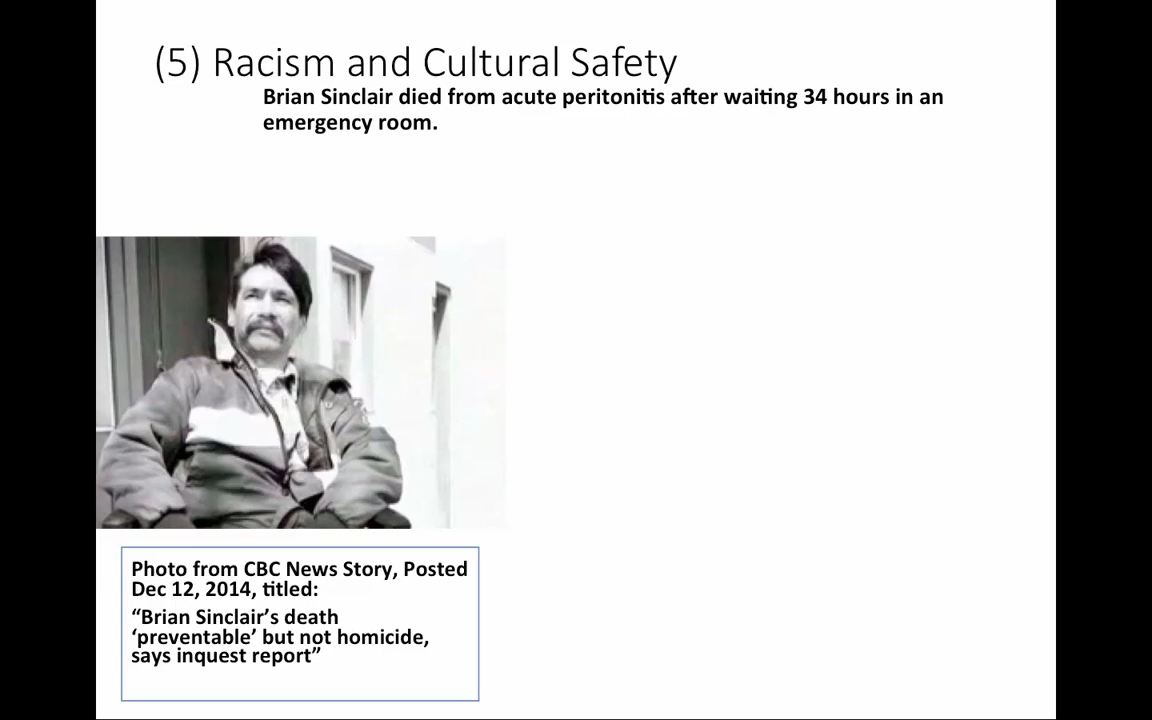 (5) Racism and Cultural Safety
Brian Sinclair died from acute peritonitis after waiting 34 hours in an
emergency room.
Photo from CBC News Story, Posted
Dec 12, 2014, titled:
“Brian Sinclair’s death
‘preventable’ but not homicide,
says inquest report”